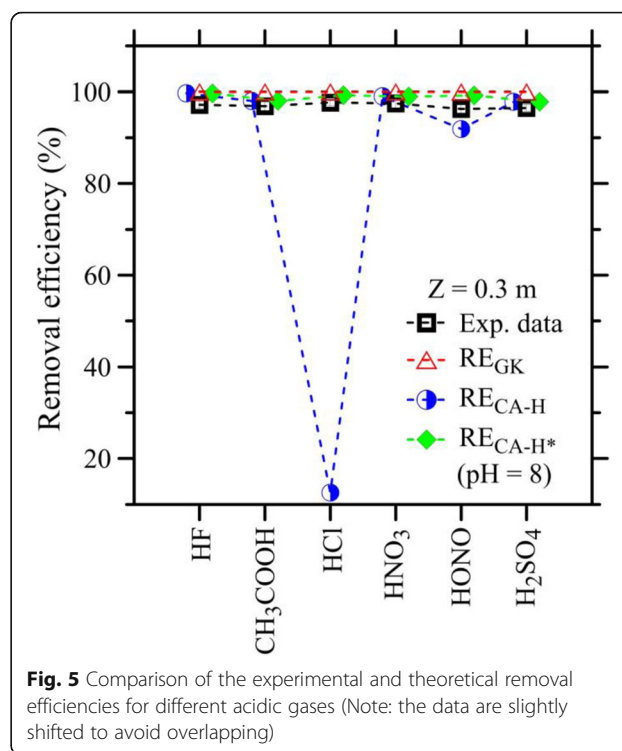 Removal efficiency (%)
100
80
60
40
20
Z = 0.3 m
Exp. data
RE_GK
RE_CA-H
RE_CA-H*
(pH = 8)
HF
CH₃COOH
HCl
HNO₃
HONO
H₂SO₄
Fig. 5 Comparison of the experimental and theoretical removal
efficiencies for different acidic gases (Note: the data are slightly
shifted to avoid overlapping)